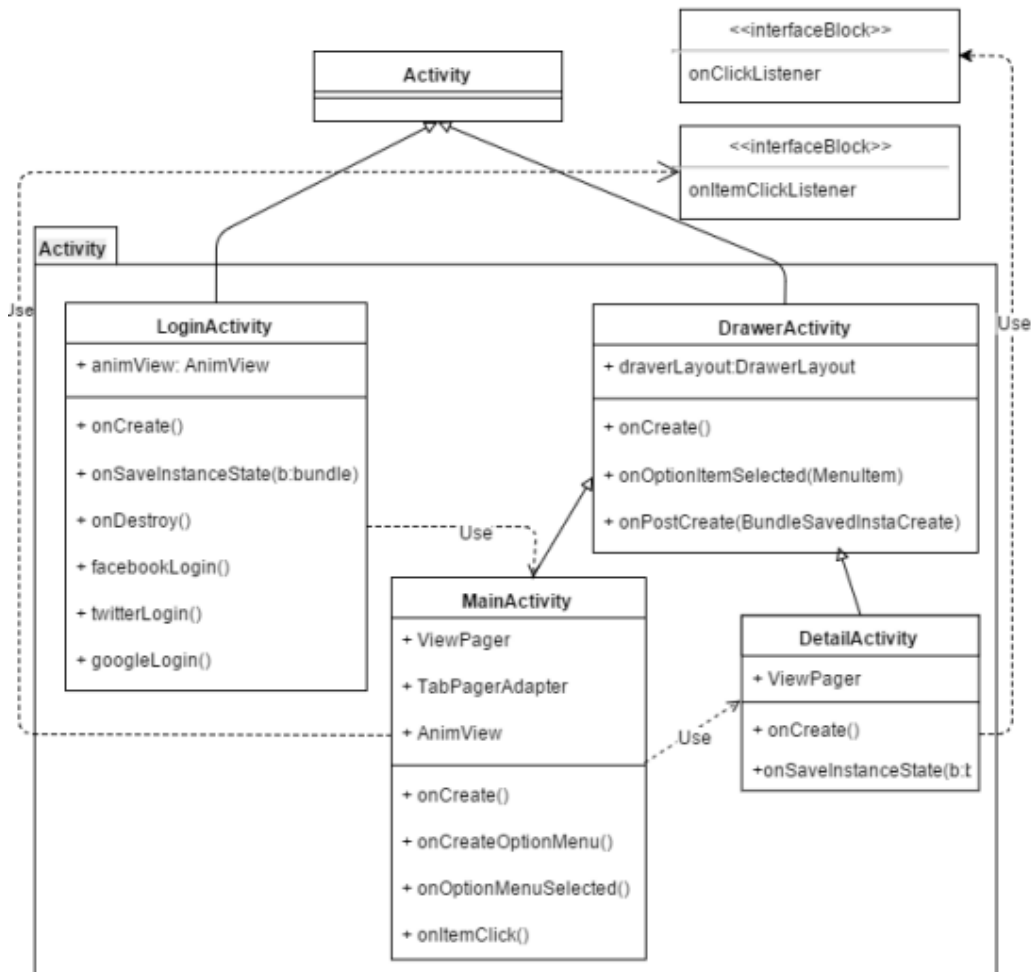 <<interfaceBlock>>
onClickListener
Activity
<<interfaceBlock>>
onItemClickListener
Activity
Use
Use
LoginActivity
+ animView: AnimView
+ onCreate()
+ onSaveInstanceState(b:bundle)
+ onDestroy()
+ facebookLogin()
+ twitterLogin()
+ googleLogin()
DrawerActivity
+ draverLayout:DrawerLayout
+ onCreate()
+ onOptionItemSelected(MenuItem)
+ onPostCreate(BundleSavedInstaCreate)
Use
MainActivity
+ ViewPager
+ TabPagerAdapter
+ AnimView
+ onCreate()
+ onCreateOptionMenu()
+ onOptionMenuSelected()
+ onItemClick()
Use
DetailActivity
+ ViewPager
+ onCreate()
+onSaveInstanceState(b:b